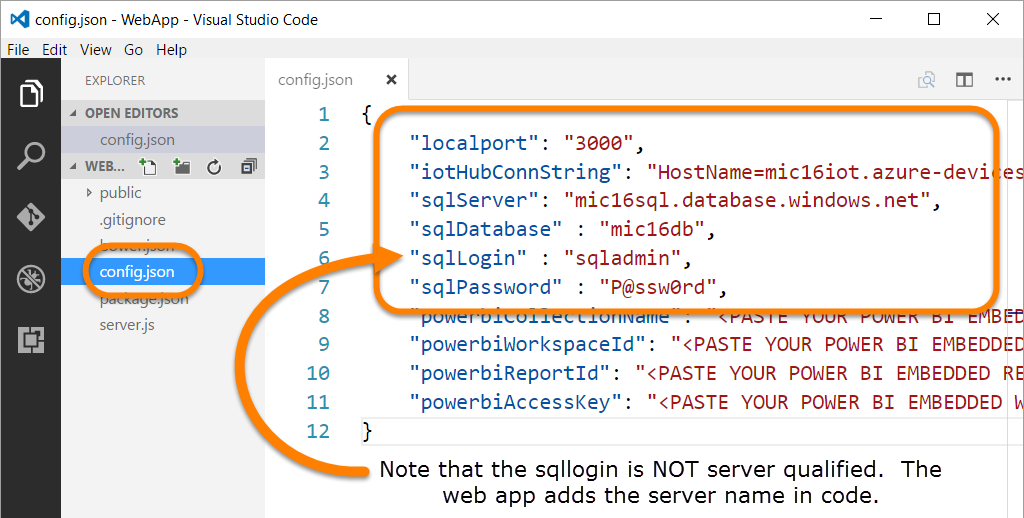 config.json - WebApp - Visual Studio Code
File Edit View Go Help
EXPLORER
OPEN EDITORS
config.json
WEB...
public
.gitignore
bower.json
config.json
package.json
server.js
config.json
1 {
2 "localport": "3000",
3 "iotHubConnString": "HostName=mic16iot.azure-devices
4 "sqlServer": "mic16sql.database.windows.net",
5 "sqlDatabase" : "mic16db",
6 "sqlLogin" : "sqladmin",
7 "sqlPassword" : "P@ssw0rd",
8 "powerbiCollectionName": "<PASTE YOUR POWER BI EMBED
9 "powerbiWorkspaceId": "<PASTE YOUR POWER BI EMBEDDED
10 "powerbiReportId": "<PASTE YOUR POWER BI EMBEDDED RE
11 "powerbiAccessKey": "<PASTE YOUR POWER BI EMBEDDED W
12 }
Note that the sqllogin is NOT server qualified. The
web app adds the server name in code.